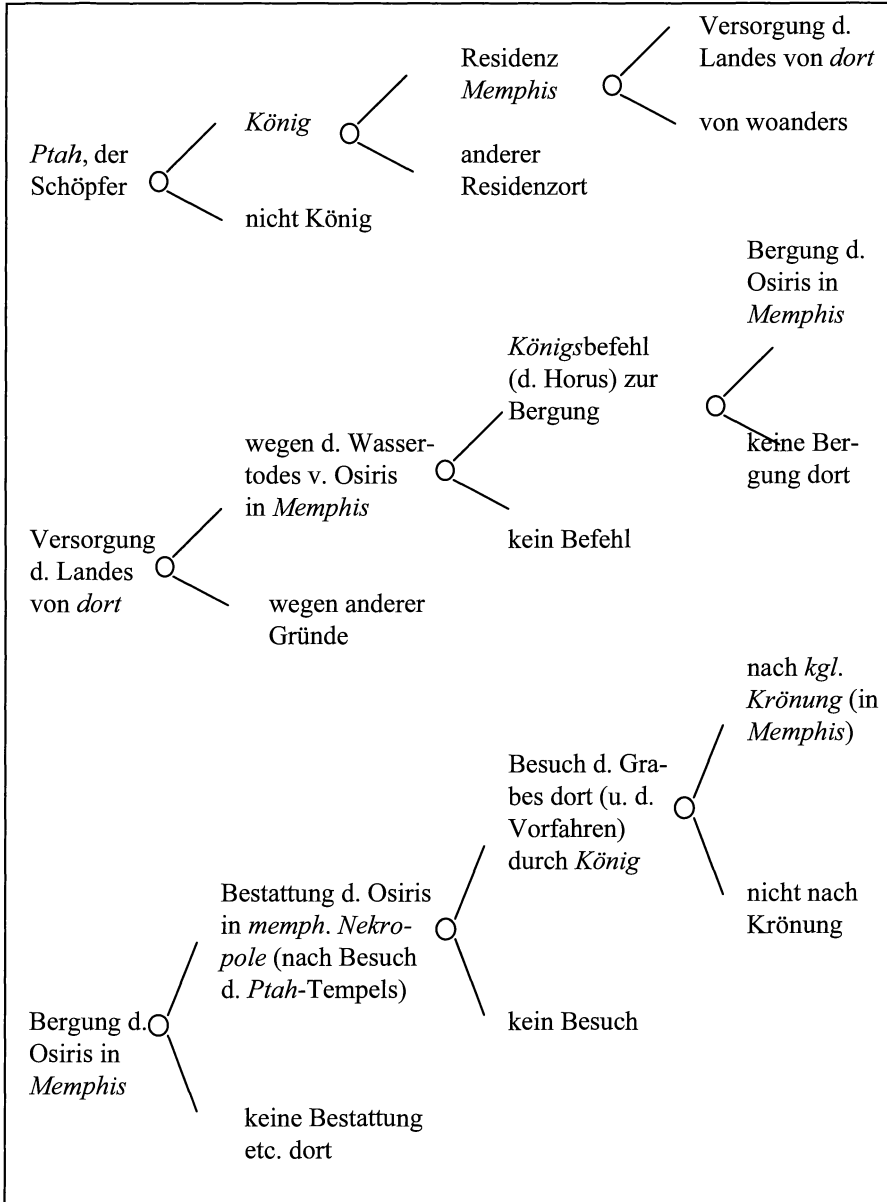 Versorgung d.
Landes von dort
Residenz
Memphis
König
von woanders
Ptah, der
Schöpfer
anderer
Residenzort
nicht König
Bergung d.
Osiris in
Memphis
Königsbefehl
(d. Horus) zur
Bergung
wegen d. Wasser-
todes v. Osiris
in Memphis
keine Ber-
gung dort
Versorgung
d. Landes
von dort
kein Befehl
wegen anderer
Gründe
nach kgl.
Krönung (in
Memphis)
Besuch d. Gra-
bes dort (u. d.
Vorfahren)
durch König
Bestattung d. Osiris
in memph. Nekro-
pole (nach Besuch
d. Ptah-Tempels)
nicht nach
Krönung
Bergung d.
Osiris in
Memphis
kein Besuch
keine Bestattung
etc. dort